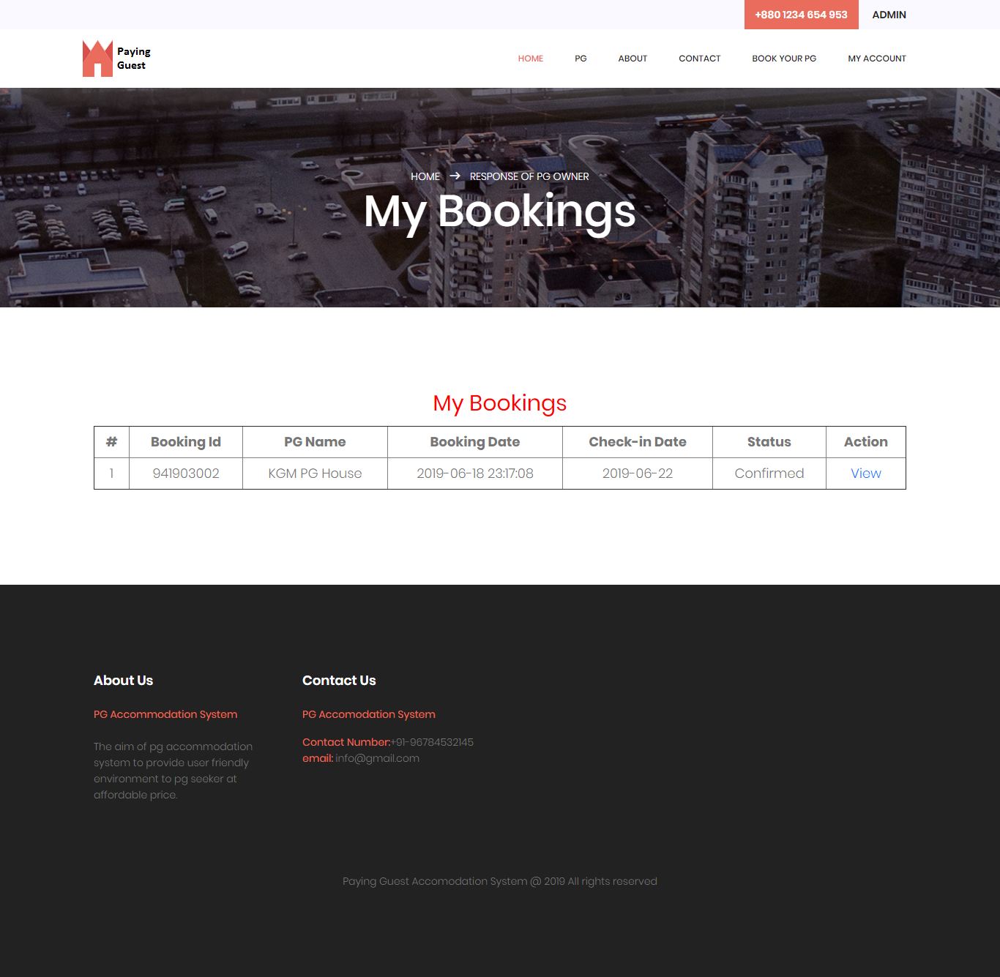 +880 1234 654 953 ADMIN
Paying
Guest
HOME PG ABOUT CONTACT BOOK YOUR PG MY ACCOUNT
HOME → RESPONSE OF PG OWNER
My Bookings
My Bookings
# Booking Id PG Name Booking Date Check-in Date Status Action
1 941903002 KGM PG House 2019-06-18 23:17:08 2019-06-22 Confirmed View
About Us
PG Accommodation System
The aim of pg accommodation
system to provide user friendly
environment to pg seeker at
affordable price.
Contact Us
PG Accomodation System
Contact Number:+91-96784532145
email: info@gmail.com
Paying Guest Accomodation System @ 2019 All rights reserved